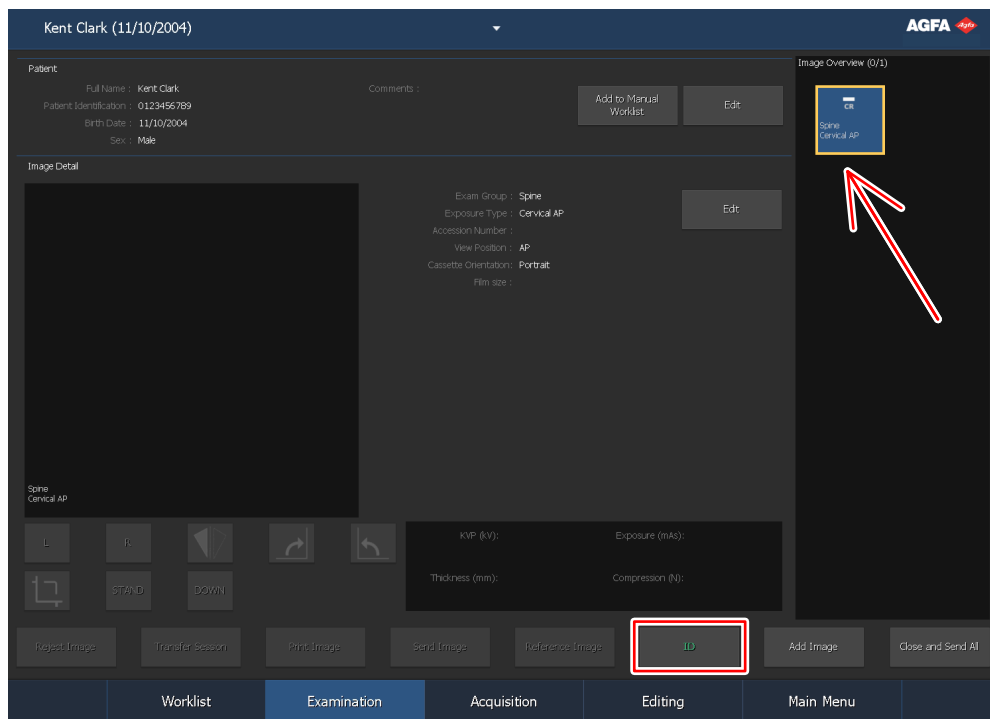 Kent Clark (11/10/2004)
AGFA
Agfa
Patient
Full Name : Kent Clark
Patient Identification : 0123456789
Birth Date : 11/10/2004
Sex : Male
Comments :
Add to Manual
Worklist
Edit
Image Overview (0/1)
CR
Spine
Cervical AP
Image Detail
Exam Group : Spine
Exposure Type : Cervical AP
Accession Number :
View Position : AP
Cassette Orientation: Portrait
Film size :
Edit
Spine
Cervical AP
L
R
STAND
DOWN
KVP (kV):
Exposure (mAs):
Thickness (mm):
Compression (N):
Reject Image
Transfer Session
Print Image
Send Image
Reference Image
ID
Add Image
Close and Send All
Worklist
Examination
Acquisition
Editing
Main Menu